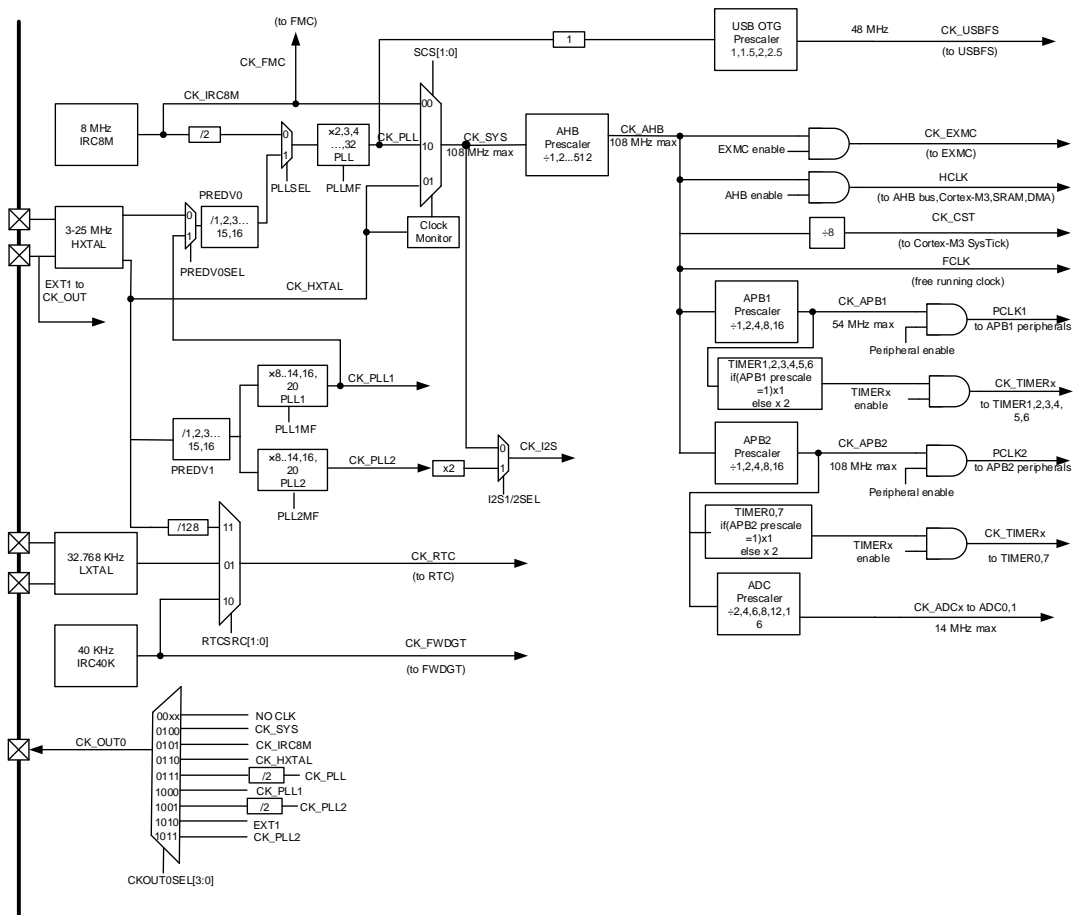 (to FMC)
CK_FMC
CK_IRC8M
8 MHz
IRC8M
/2
0
1
PLLSEL
×2,3,4
…,32
PLL
PLLMF
CK_PLL
SCS[1:0]
00
10
01
Clock
Monitor
CK_SYS
108 MHz max
1
USB OTG
Prescaler
1,1.5,2,2.5
48 MHz
CK_USBFS
(to USBFS)
AHB
Prescaler
÷1,2...512
CK_AHB
108 MHz max
EXMC enable
CK_EXMC
(to EXMC)
AHB enable
HCLK
(to AHB bus,Cortex-M3,SRAM,DMA)
÷8
CK_CST
(to Cortex-M3 SysTick)
FCLK
(free running clock)
3-25 MHz
HXTAL
0
1
PREDV0
/1,2,3…
15,16
PREDV0SEL
EXT1 to
CK_OUT
CK_HXTAL
APB1
Prescaler
÷1,2,4,8,16
CK_APB1
54 MHz max
Peripheral enable
PCLK1
to APB1 peripherals
TIMER1,2,3,4,5,6
if(APB1 prescale
=1)x1
else x 2
TIMERx
enable
CK_TIMERx
to TIMER1,2,3,4,
5,6
×8..14,16,
20
PLL1
PLL1MF
CK_PLL1
/1,2,3…
15,16
PREDV1
×8..14,16,
20
PLL2
PLL2MF
CK_PLL2
x2
0
1
CK_I2S
I2S1/2SEL
APB2
Prescaler
÷1,2,4,8,16
CK_APB2
108 MHz max
Peripheral enable
PCLK2
to APB2 peripherals
TIMER0,7
if(APB2 prescale
=1)x1
else x 2
TIMERx
enable
CK_TIMERx
to TIMER0,7
ADC
Prescaler
÷2,4,6,8,12,1
6
CK_ADCx to ADC0,1
14 MHz max
/128
11
01
10
32.768 KHz
LXTAL
CK_RTC
(to RTC)
RTCSRC[1:0]
40 KHz
IRC40K
CK_FWDGT
(to FWDGT)
CK_OUT0
00xx
NO CLK
0100
CK_SYS
0101
CK_IRC8M
0110
CK_HXTAL
0111
/2
CK_PLL
1000
CK_PLL1
1001
/2
CK_PLL2
1010
EXT1
1011
CK_PLL2
CKOUT0SEL[3:0]